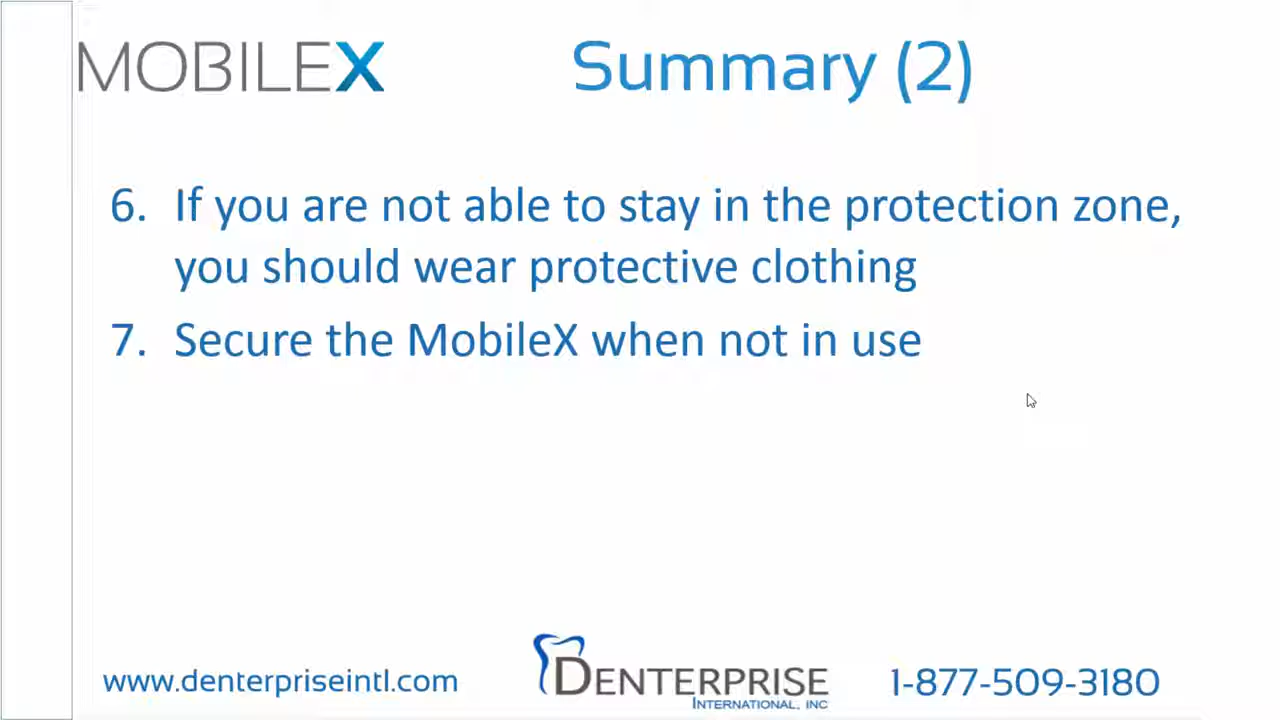 MOBILEX
Summary (2)
6. If you are not able to stay in the protection zone,
you should wear protective clothing
7. Secure the MobileX when not in use
www.denterpriseintl.com
DENTERPRISE
INTERNATIONAL, INC
1-877-509-3180